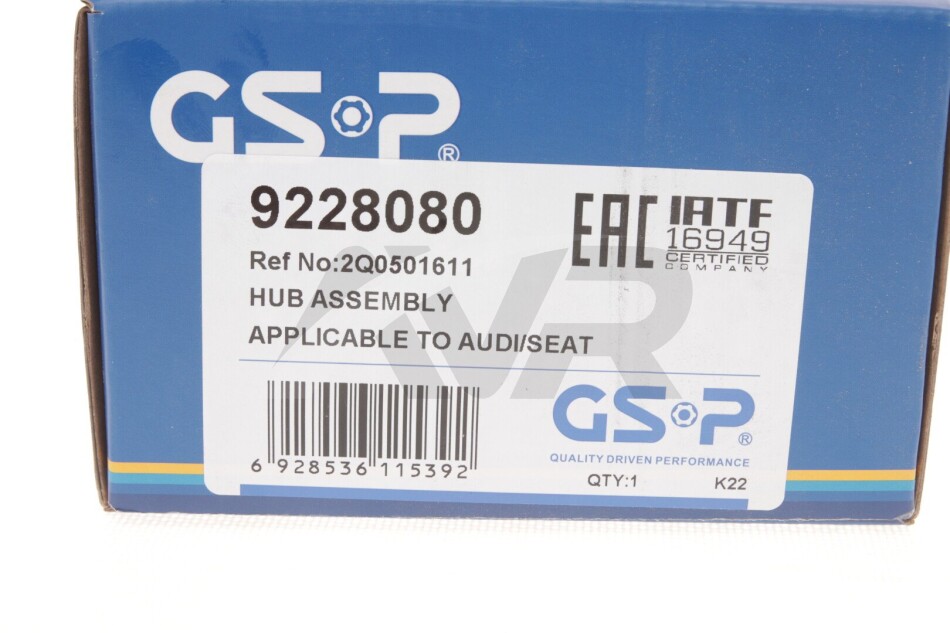 GSP®
9228080
Ref No:2Q0501611
HUB ASSEMBLY
APPLICABLE TO AUDI/SEAT
EAC
IATF
16949
CERTIFIED
COMPANY
6 928536 115392
GSP®
QUALITY DRIVEN PERFORMANCE
QTY:1
K22